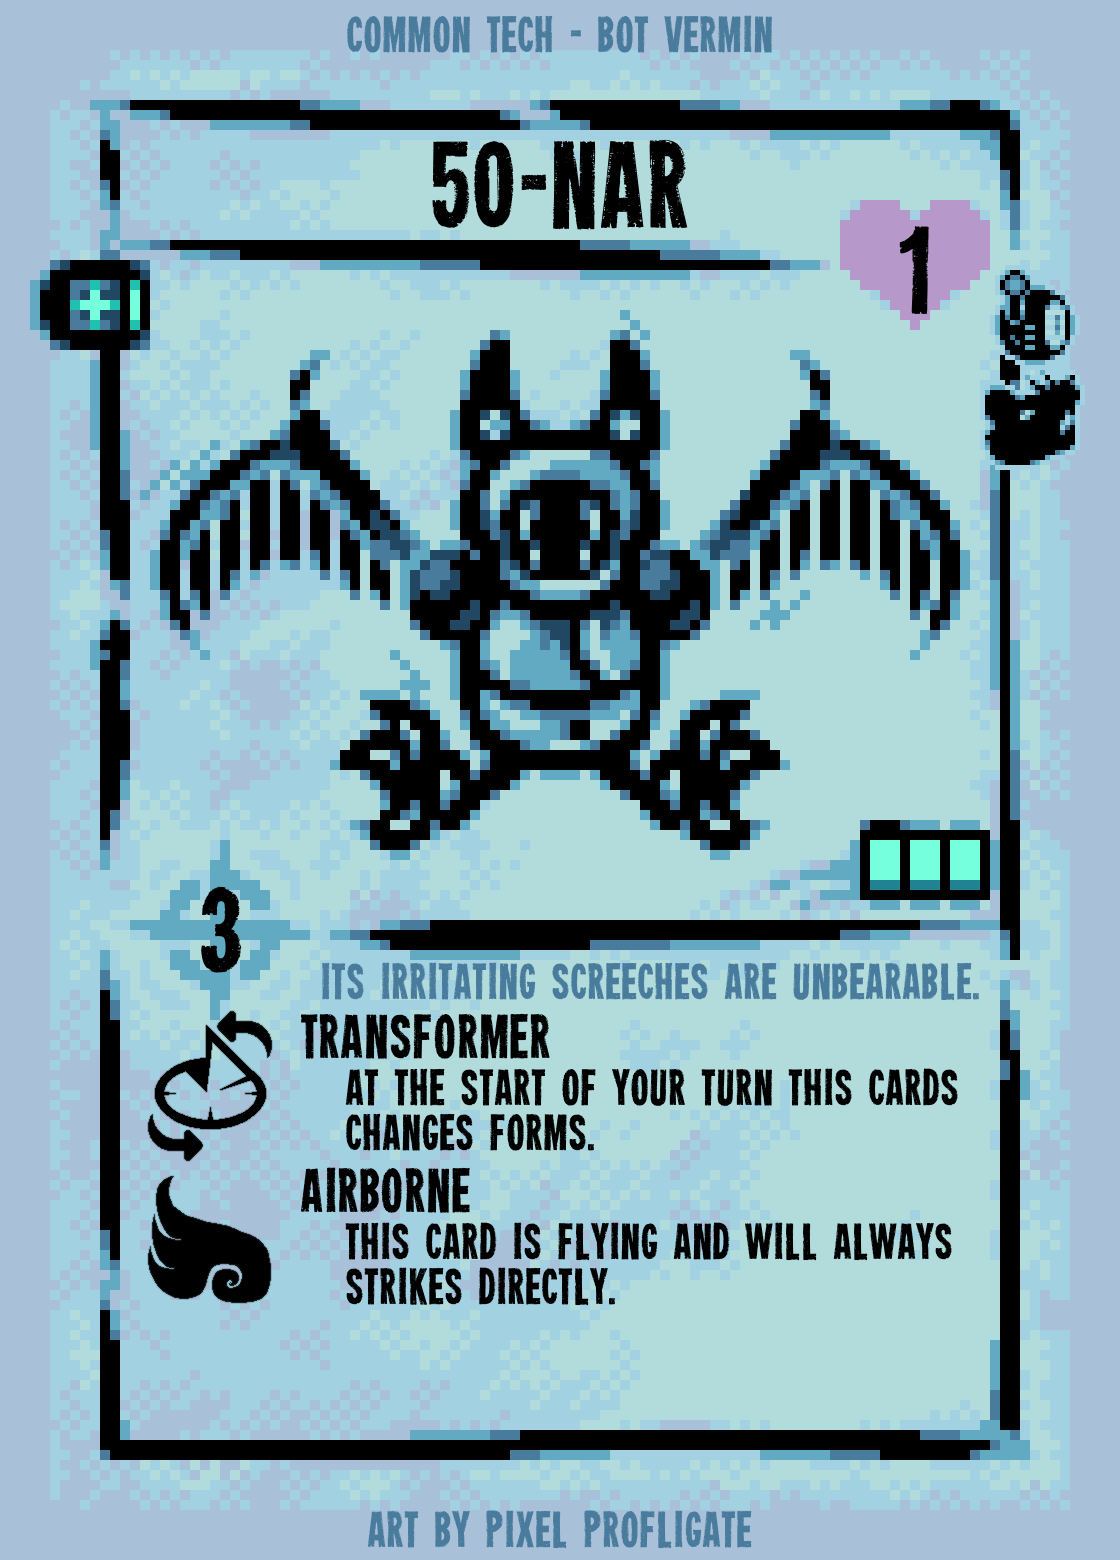 COMMON TECH - BOT VERMIN
50-NAR
1
3
ITS IRRITATING SCREECHES ARE UNBEARABLE.
TRANSFORMER
AT THE START OF YOUR TURN THIS CARDS
CHANGES FORMS.
AIRBORNE
THIS CARD IS FLYING AND WILL ALWAYS
STRIKES DIRECTLY.
ART BY PIXEL PROFLIGATE